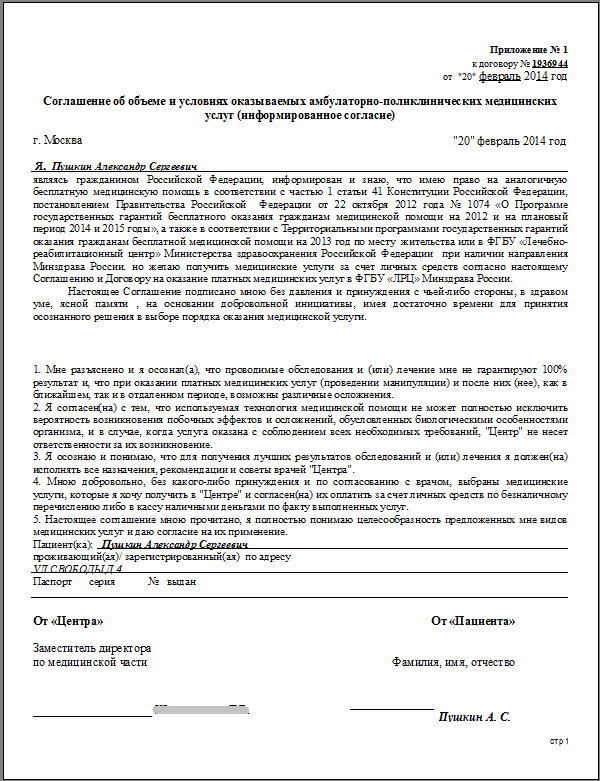 Приложение № 1
к договору № 1936944
от "20" февраль 2014 год
Соглашение об объеме и условиях оказываемых амбулаторно-поликлинических медицинских
услуг (информированное согласие)
г. Москва "20" февраль 2014 год
Я, Пушкин Александр Сергеевич
являясь гражданином Российской Федерации, информирован и знаю, что имею право на аналогичную
бесплатную медицинскую помощь в соответствии с частью 1 статьи 41 Конституции Российской Федерации,
постановлением Правительства Российской Федерации от 22 октября 2012 года № 1074 «О Программе
государственных гарантий бесплатного оказания гражданам медицинской помощи на 2012 и на плановый
период 2014 и 2015 годы», а также в соответствии с Территориальными программами государственных гарантий
оказания гражданам бесплатной медицинской помощи на 2013 год по месту жительства или в ФГБУ «Лечебно-
реабилитационный центр» Министерства здравоохранения Российской Федерации при наличии направления
Минздрава России. но желаю получить медицинские услуги за счет личных средств согласно настоящему
Соглашению и Договору на оказание платных медицинских услуг в ФГБУ «ЛРЦ» Минздрава России.
Настоящее Соглашение подписано мною без давления и принуждения с чьей-либо стороны, в здравом
уме, ясной памяти , на основании добровольной инициативы, имея достаточно времени для принятия
осознанного решения в выборе порядка оказания медицинской услуги.
1. Мне разъяснено и я осознал(а), что проводимые обследования и (или) лечение мне не гарантируют 100%
результат и, что при оказании платных медицинских услуг (проведении манипуляции) и после них (нее), как в
ближайшем, так и в отдаленном периоде, возможны различные осложнения.
2. Я согласен(на) с тем, что используемая технология медицинской помощи не может полностью исключить
вероятность возникновения побочных эффектов и осложнений, обусловленных биологическими особенностями
организма, и в случае, когда услуга оказана с соблюдением всех необходимых требований, "Центр" не несет
ответственности за их возникновение.
3. Я осознаю и понимаю, что для получения лучших результатов обследований и (или) лечения я должен(на)
исполнять все назначения, рекомендации и советы врачей "Центра".
4. Мною добровольно, без какого-либо принуждения и по согласованию с врачом, выбраны медицинские
услуги, которые я хочу получить в "Центре" и согласен(на) их оплатить за счет личных средств по безналичному
перечислению либо в кассу наличными деньгами по факту выполненных услуг.
5. Настоящее соглашение мною прочитано, я полностью понимаю целесообразность предложенных мне видов
медицинских услуг и даю согласие на их применение.
Пациент(ка): Пушкин Александр Сергеевич
проживающий(ая)/ зарегистрированный(ая) по адресу
УЛ.СВОБОДЫ Д.4
Паспорт серия № выдан
От «Центра» От «Пациента»
Заместитель директора
по медицинской части Фамилия, имя, отчество
Пушкин А. С.
стр 1